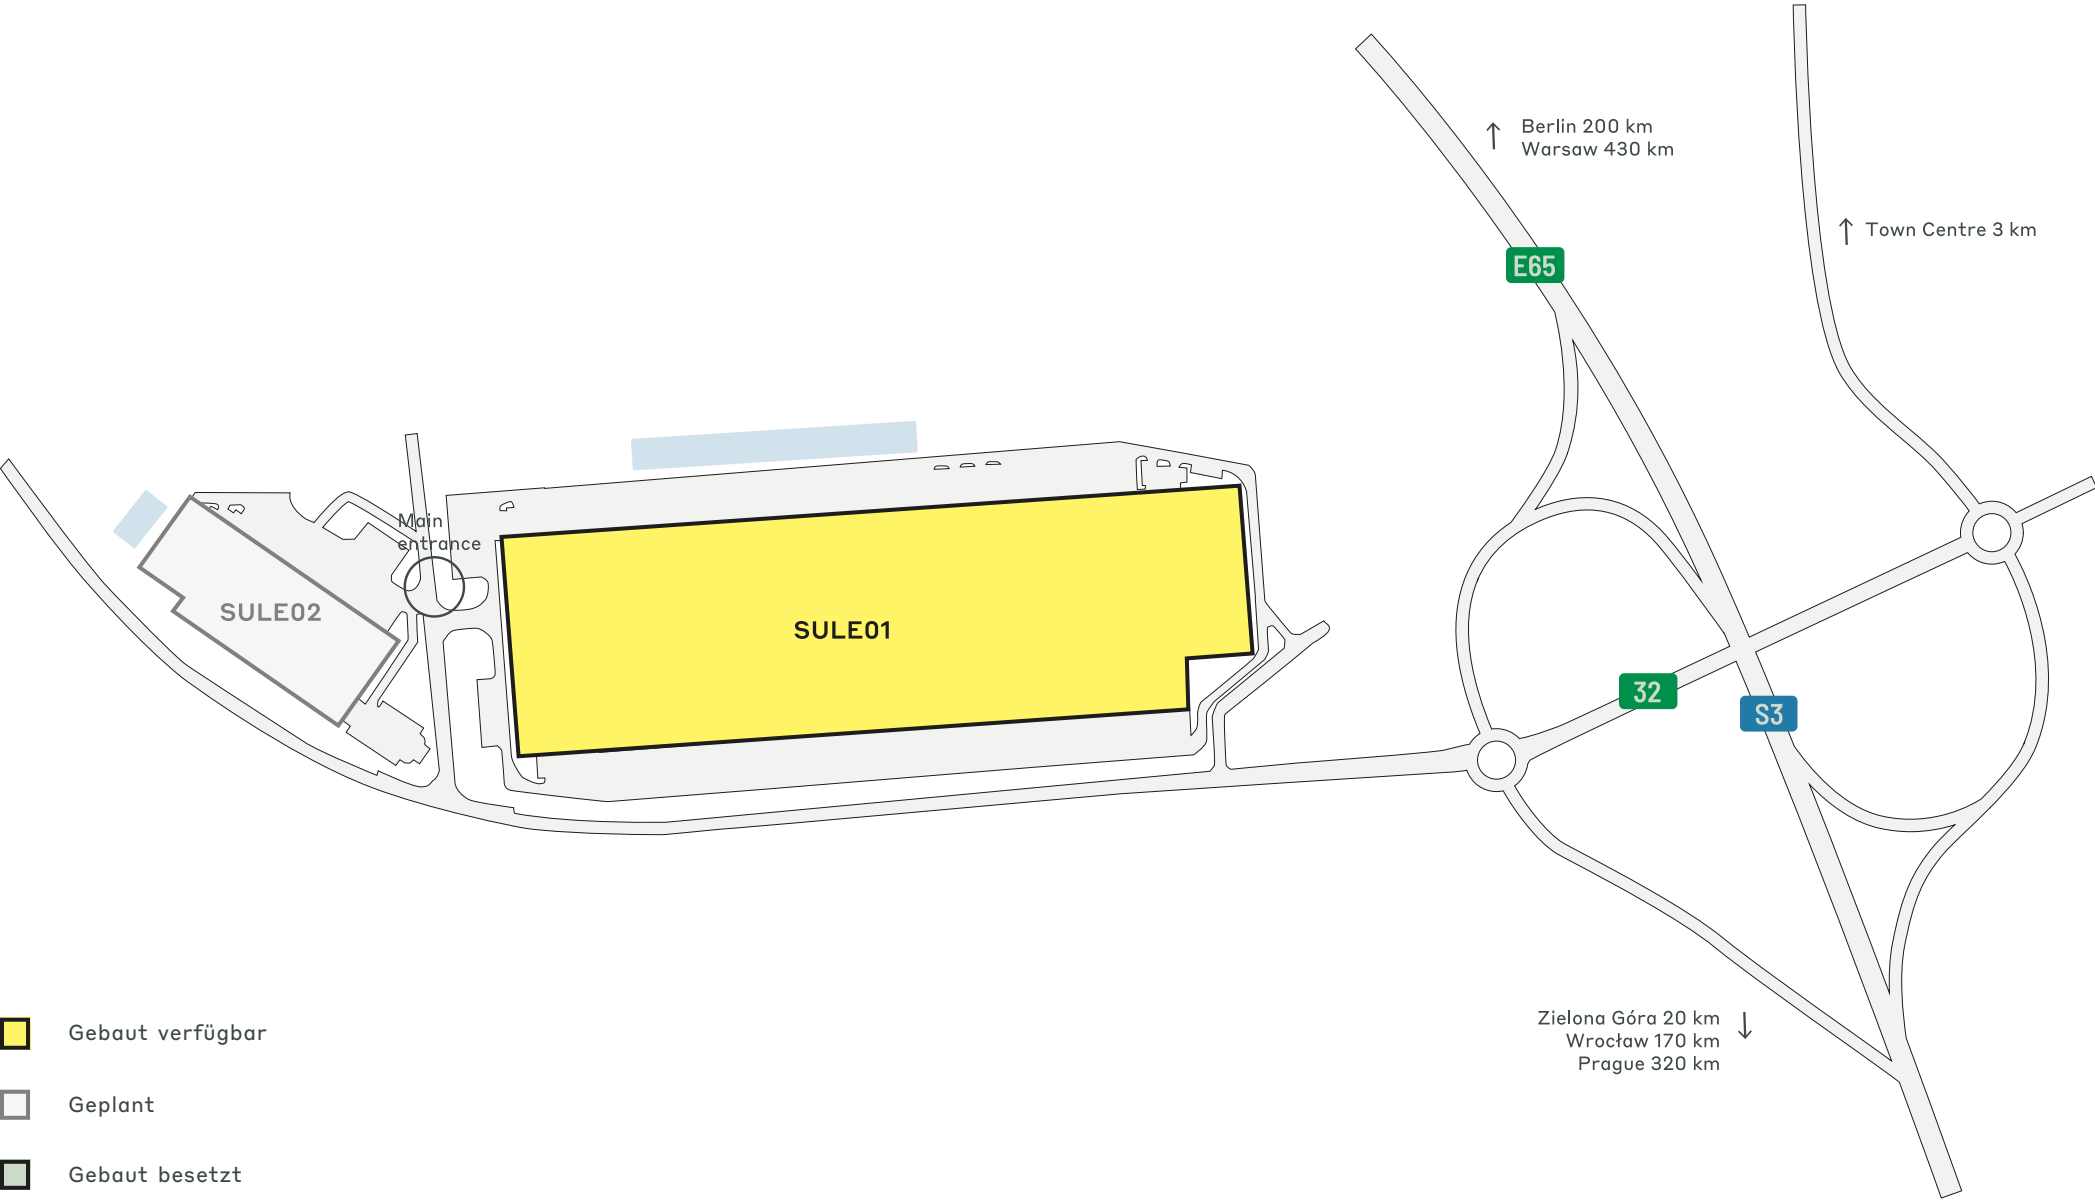 Berlin 200 km
Warsaw 430 km
Town Centre 3 km
E65
Main
entrance
SULE02
SULE01
32
S3
Zielona Góra 20 km
Wrocław 170 km
Prague 320 km
Gebaut verfügbar
Geplant
Gebaut besetzt